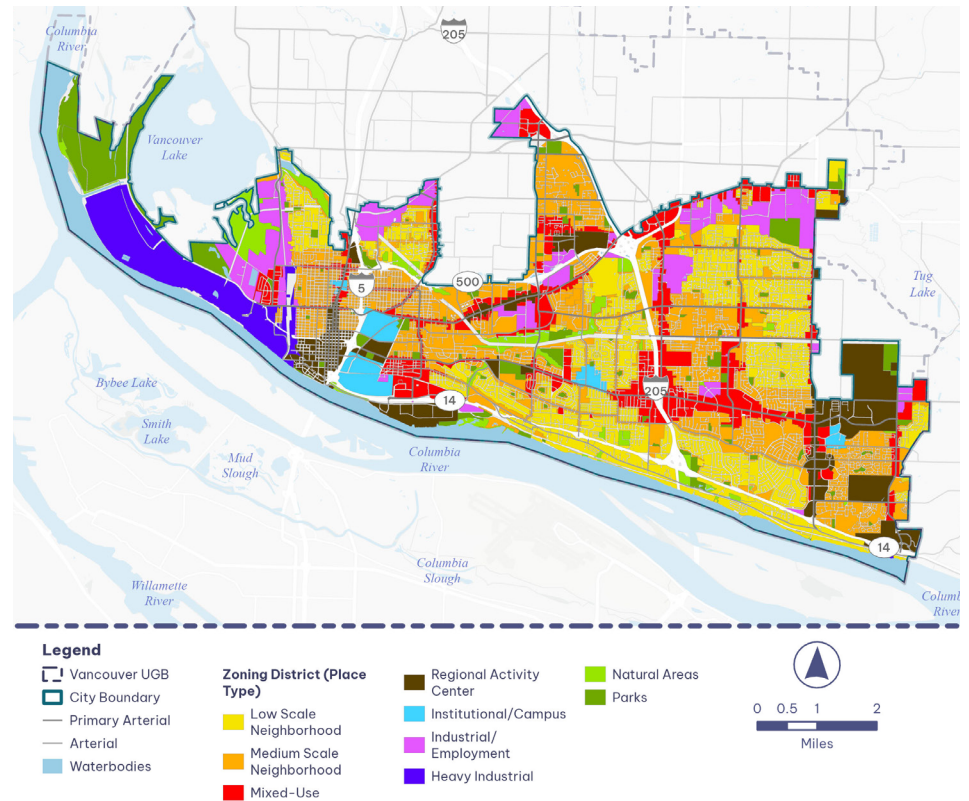 Columbia
River
205
Vancouver
Lake
500
5
Tug
Lake
205
Bybee Lake
14
Smith
Lake
Columbia
River
Mud
Slough
14
Columbia
Slough
Willamette
River
Columb
River
Legend
Vancouver UGB
City Boundary
Primary Arterial
Arterial
Waterbodies
Zoning District (Place
Type)
Low Scale
Neighborhood
Medium Scale
Neighborhood
Mixed-Use
Regional Activity
Center
Institutional/Campus
Industrial/
Employment
Heavy Industrial
Natural Areas
Parks
0 0.5 1 2
Miles